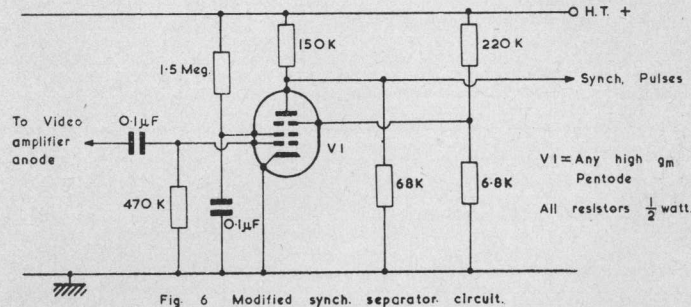 H.T. +
150K
220K
1·5 Meg.
Synch. Pulses
To Video
amplifier
anode
0·1μF
V1
V1 = Any high gm
Pentode
470K
0·1μF
68K
6·8K
All resistors 1/2 watt.
Fig. 6 Modified synch. separator circuit.